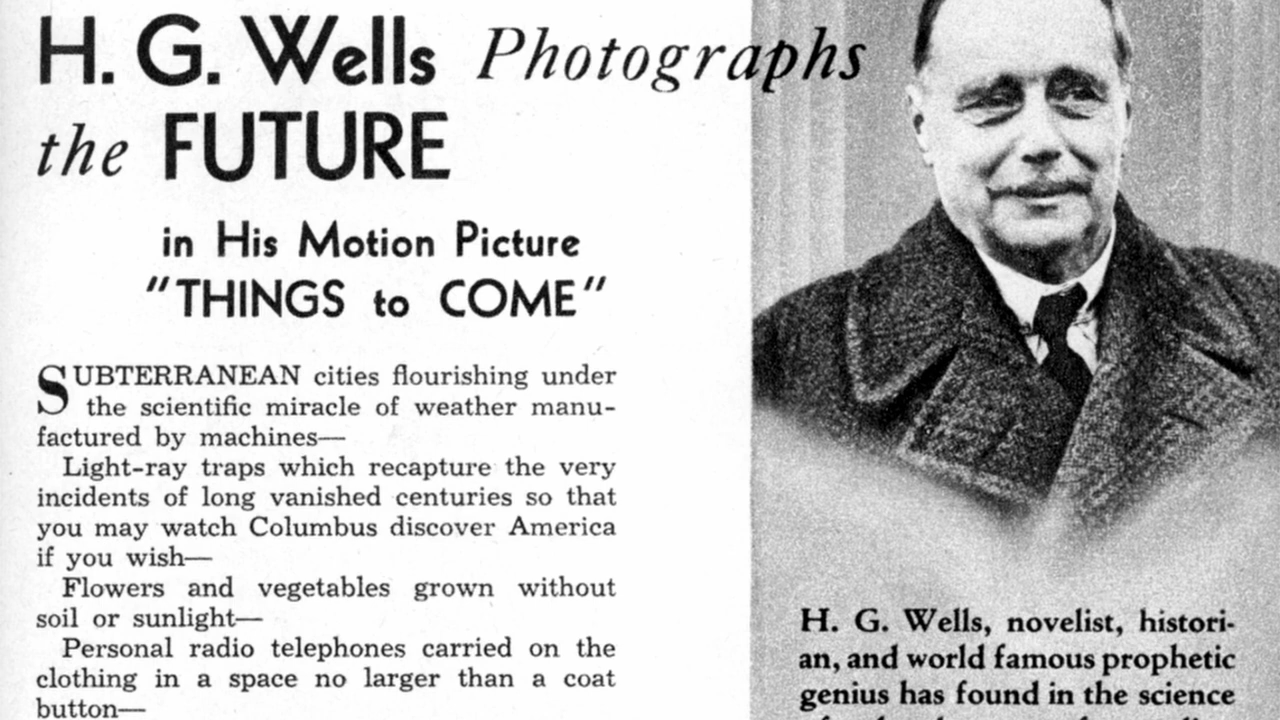 H. G. Wells Photographs
the FUTURE
in His Motion Picture
"THINGS to COME"
SUBTERRANEAN cities flourishing under
the scientific miracle of weather manu-
factured by machines—
Light-ray traps which recapture the very
incidents of long vanished centuries so that
you may watch Columbus discover America
if you wish—
Flowers and vegetables grown without
soil or sunlight—
Personal radio telephones carried on the
clothing in a space no larger than a coat
button—
H. G. Wells, novelist, histori-
an, and world famous prophetic
genius has found in the science